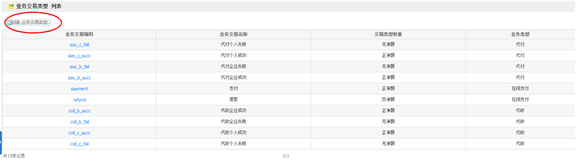 业务交易类型 列表
创建 业务交易类型
业务交易编码 业务交易名称 交易类型权重 业务类型
pay_c_fail 代付个人失败 无净额 代付
pay_c_succ 代付个人成功 正净额 代付
pay_b_fail 代付企业失败 无净额 代付
pay_b_succ 代付企业成功 正净额 代付
payment 支付 正净额 在线支付
refund 退款 负净额 在线支付
coll_b_succ 代收企业成功 正净额 代收
coll_b_fail 代收企业失败 无净额 代收
coll_c_succ 代收个人成功 正净额 代收
coll_c_fail 代收个人失败 无净额 代收
共10条记录 1/1